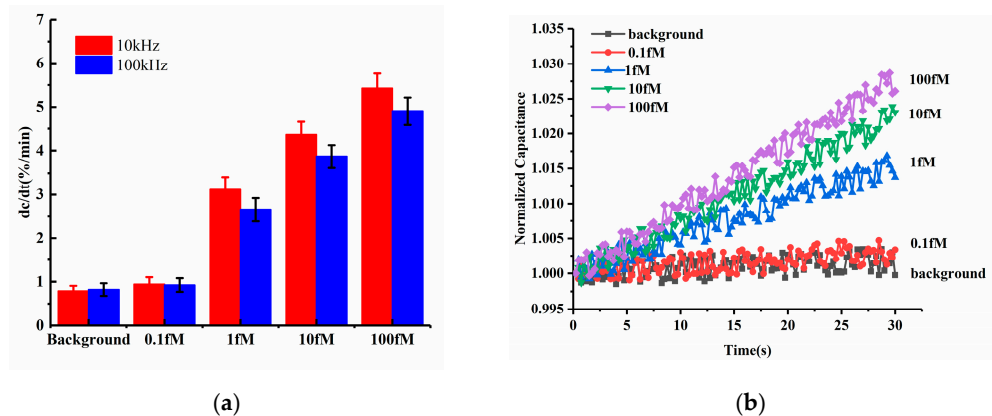 7
6
5
4
3
2
1
0
dc/dt(%/min)
10kHz
100kHz
Background 0.1fM 1fM 10fM 100fM
(a)
1.040
1.035
1.030
1.025
1.020
1.015
1.010
1.005
1.000
0.995
Normalized Capacitance
background
0.1fM
1fM
10fM
100fM
100fM
10fM
1fM
0.1fM
background
0 5 10 15 20 25 30
Time(s)
(b)